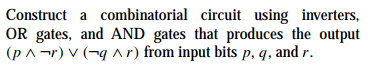 Construct a combinatorial circuit using inverters,
OR gates, and AND gates that produces the output
(p ∧ ¬r) ∨ (¬q ∧ r) from input bits p, q, and r.